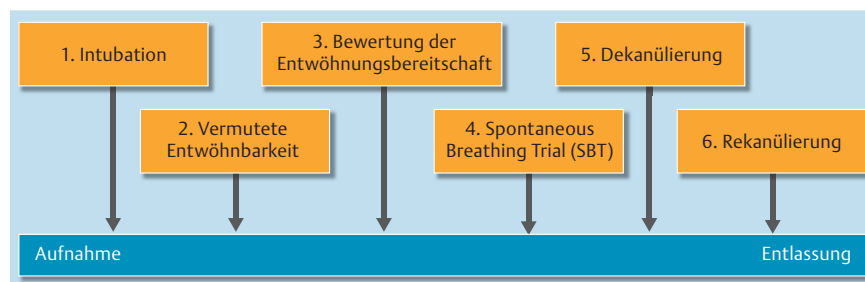 1. Intubation
2. Vermutete
Entwöhnbarkeit
3. Bewertung der
Entwöhnungsbereitschaft
4. Spontaneous
Breathing Trial (SBT)
5. Dekanülierung
6. Rekanülierung
Aufnahme
Entlassung